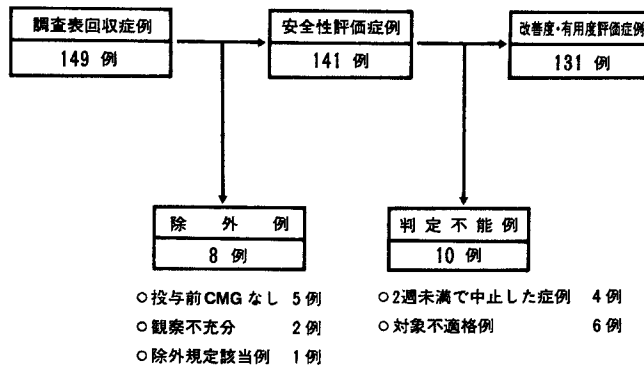 調査表回収症例
149 例
安全性評価症例
141 例
改善度・有用度評価症例
131 例
除外例
8 例
○投与前CMGなし 5例
○観察不充分 2例
○除外規定該当例 1例
判定不能例
10 例
○2週未満で中止した症例 4例
○対象不適格例 6例